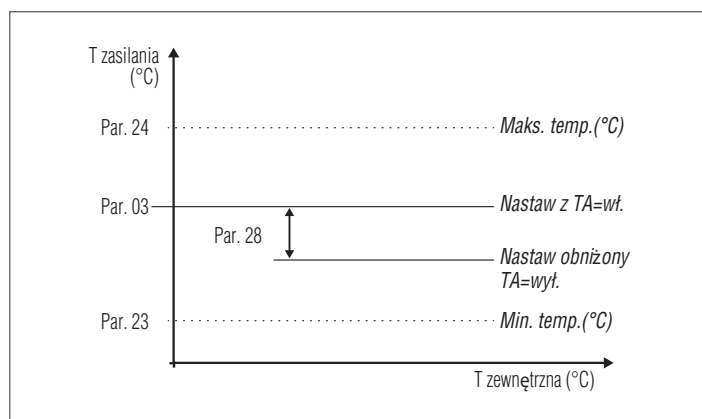 T zasilania
(°C)
Par. 24
Maks. temp.(°C)
Par. 03
Nastaw z TA=wł.
Par. 28
Nastaw obniżony
TA=wył.
Par. 23
Min. temp.(°C)
T zewnętrzna (°C)